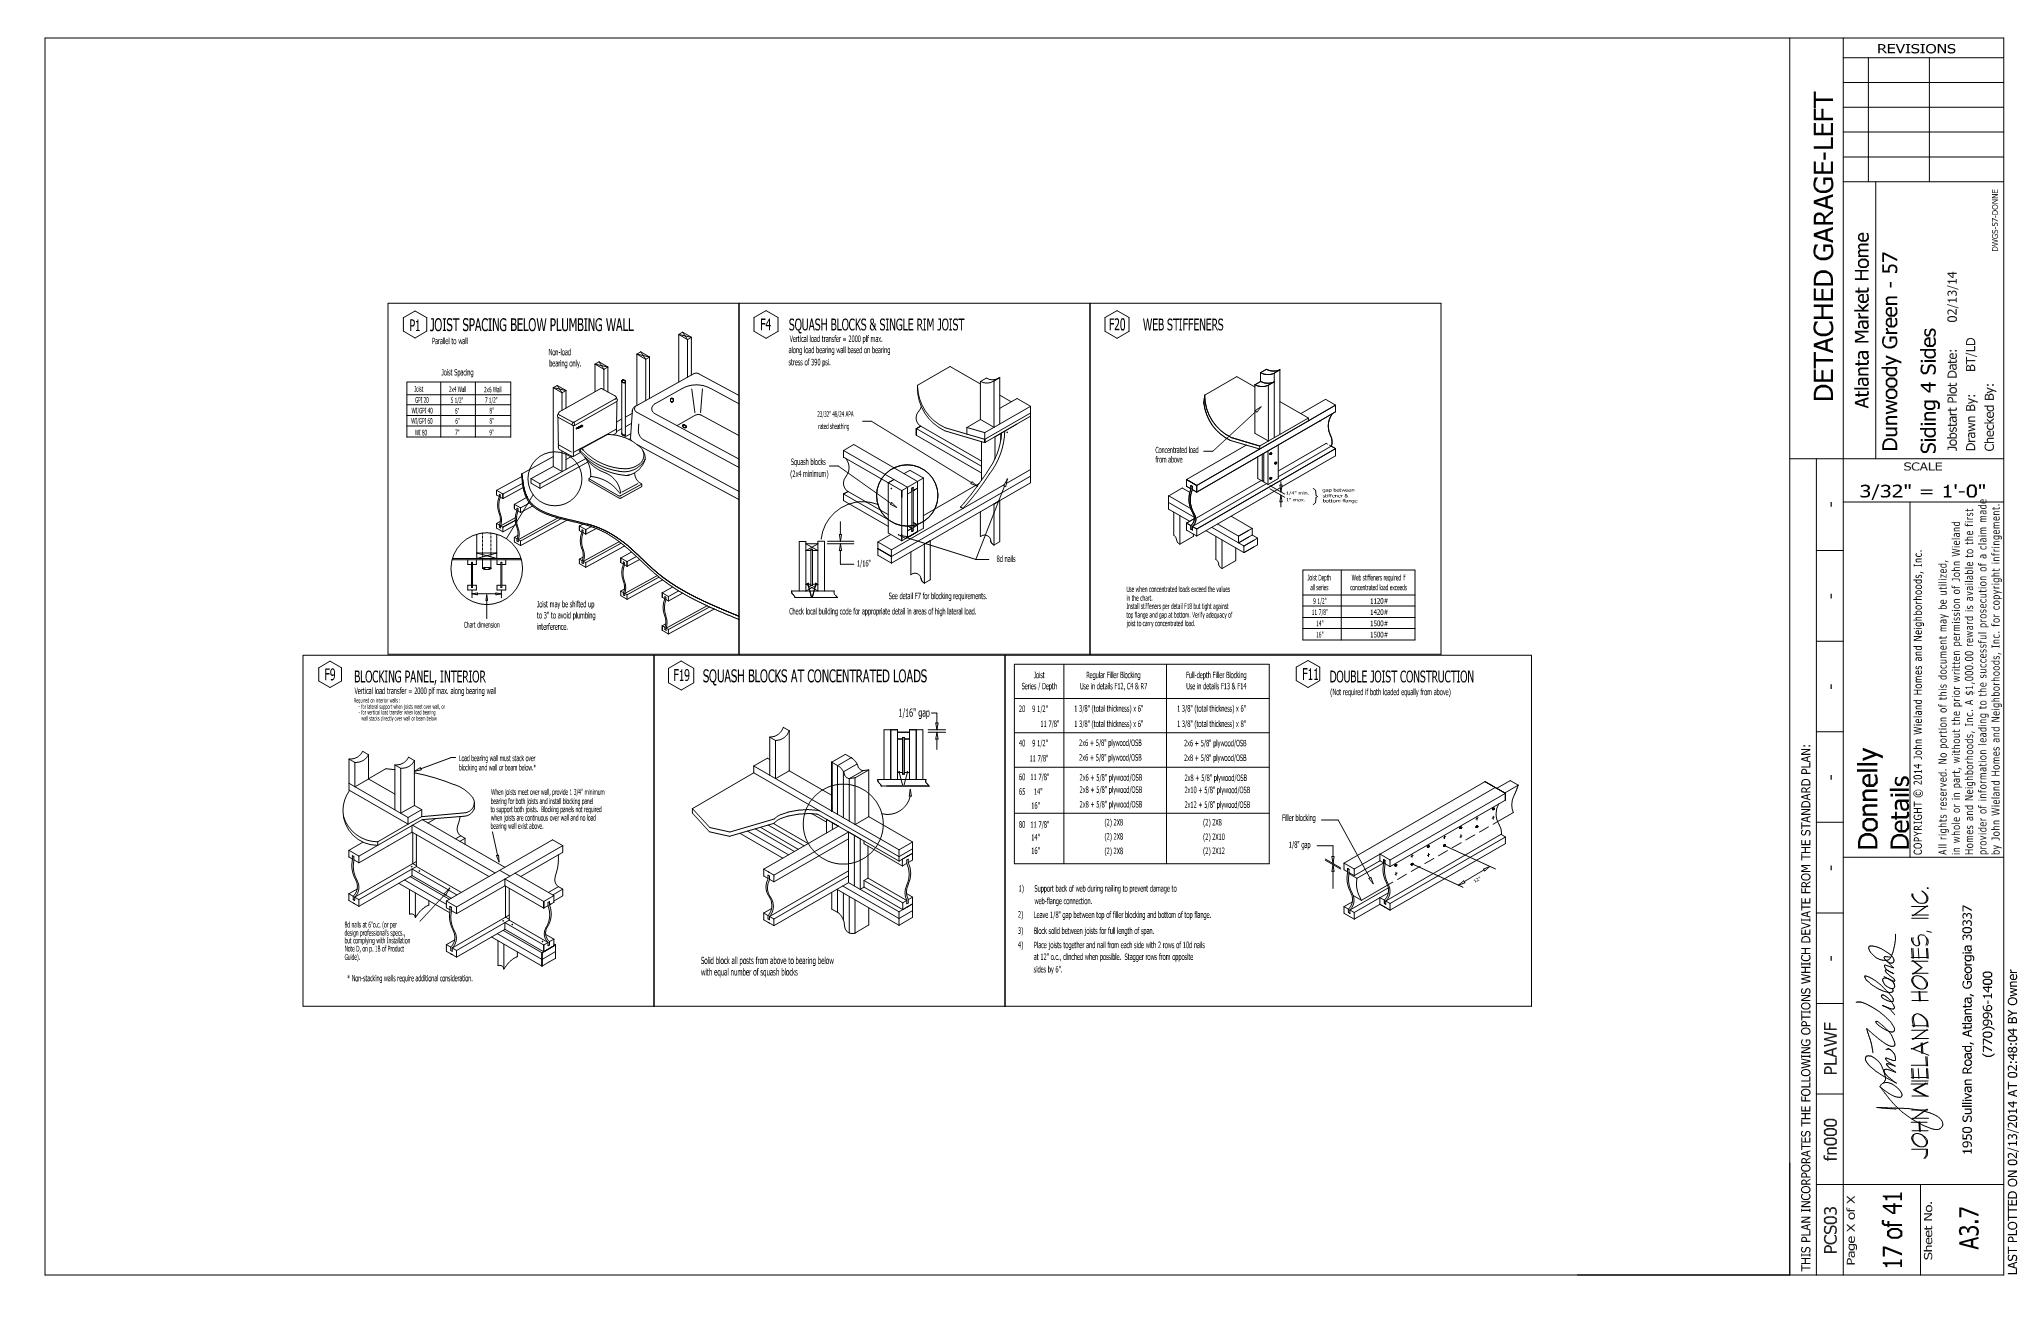 P1 JOIST SPACING BELOW PLUMBING WALL
Parallel to wall
Non-load
bearing only.
Joist Spacing
Joist 2x4 Wall 2x6 Wall
GPI 20 5 1/2" 7 1/2"
WI/GPI 40 6" 8"
WI/GPI 60 6" 8"
WI 80 7" 9"
Chart dimension
Joist may be shifted up
to 3" to avoid plumbing
interference.
F4 SQUASH BLOCKS & SINGLE RIM JOIST
Vertical load transfer = 2000 plf max.
along load bearing wall based on bearing
stress of 390 psi.
23/32" 48/24 APA
rated sheathing
Squash blocks
(2x4 minimum)
1/16"
8d nails
See detail F7 for blocking requirements.
Check local building code for appropriate detail in areas of high lateral load.
F20 WEB STIFFENERS
Concentrated load
from above
1/4" min.
1" max.
gap between
stiffener &
bottom flange
Use when concentrated loads exceed the values
in the chart.
Install stiffeners per detail F18 but tight against
top flange and gap at bottom. Verify adequacy of
joist to carry concentrated load.
Joist Depth Web stiffeners required if
all series concentrated load exceeds
9 1/2" 1120#
11 7/8" 1420#
14" 1500#
16" 1500#
F9 BLOCKING PANEL, INTERIOR
Vertical load transfer = 2000 plf max. along bearing wall
Required on interior walls:
- for lateral support when joists meet over wall, or
- for vertical load transfer when load bearing
wall stacks directly over wall or beam below
Load bearing wall must stack over
blocking and wall or beam below.*
When joists meet over wall, provide 1 3/4" minimum
bearing for both joists and install blocking panel
to support both joists. Blocking panels not required
when joists are continuous over wall and no load
bearing wall exist above.
8d nails at 6"o.c. (or per
design professional's specs.,
but complying with Installation
Note D, on p. 18 of Product
Guide).
* Non-stacking walls require additional consideration.
F19 SQUASH BLOCKS AT CONCENTRATED LOADS
1/16" gap
Solid block all posts from above to bearing below
with equal number of squash blocks
Joist Regular Filler Blocking Full-depth Filler Blocking
Series / Depth Use in details F12, C4 & R7 Use in details F13 & F14
20 9 1/2" 1 3/8" (total thickness) x 6" 1 3/8" (total thickness) x 6"
11 7/8" 1 3/8" (total thickness) x 6" 1 3/8" (total thickness) x 8"
40 9 1/2" 2x6 + 5/8" plywood/OSB 2x6 + 5/8" plywood/OSB
11 7/8" 2x6 + 5/8" plywood/OSB 2x8 + 5/8" plywood/OSB
60 11 7/8" 2x6 + 5/8" plywood/OSB 2x8 + 5/8" plywood/OSB
65 14" 2x8 + 5/8" plywood/OSB 2x10 + 5/8" plywood/OSB
16" 2x8 + 5/8" plywood/OSB 2x12 + 5/8" plywood/OSB
80 11 7/8" (2) 2X8 (2) 2X8
14" (2) 2X8 (2) 2X10
16" (2) 2X8 (2) 2X12
F11 DOUBLE JOIST CONSTRUCTION
(Not required if both loaded equally from above)
Filler blocking
1/8" gap
12"
1) Support back of web during nailing to prevent damage to
web-flange connection.
2) Leave 1/8" gap between top of filler blocking and bottom of top flange.
3) Block solid between joists for full length of span.
4) Place joists together and nail from each side with 2 rows of 10d nails
at 12" o.c., clinched when possible. Stagger rows from opposite
sides by 6".
REVISIONS
DETACHED GARAGE-LEFT
Atlanta Market Home
Dunwoody Green - 57
Siding 4 Sides
Jobstart Plot Date: 02/13/14
Drawn By: BT/LD
Checked By:
DWGS-57-DONNE
SCALE
3/32" = 1'-0"
Donnelly
Details
COPYRIGHT © 2014 John Wieland Homes and Neighborhoods, Inc.
All rights reserved. No portion of this document may be utilized,
in whole or in part, without the prior written permission of John Wieland
Homes and Neighborhoods, Inc. A $1,000.00 reward is available to the first
provider of information leading to the successful prosecution of a claim made
by John Wieland Homes and Neighborhoods, Inc. for copyright infringement.
THIS PLAN INCORPORATES THE FOLLOWING OPTIONS WHICH DEVIATE FROM THE STANDARD PLAN:
PCS03 fn000 PLAWF - - - - - -
John Wieland
JOHN WIELAND HOMES, INC.
1950 Sullivan Road, Atlanta, Georgia 30337
(770)996-1400
Page X of X
17 of 41
Sheet No.
A3.7
LAST PLOTTED ON 02/13/2014 AT 02:48:04 BY Owner